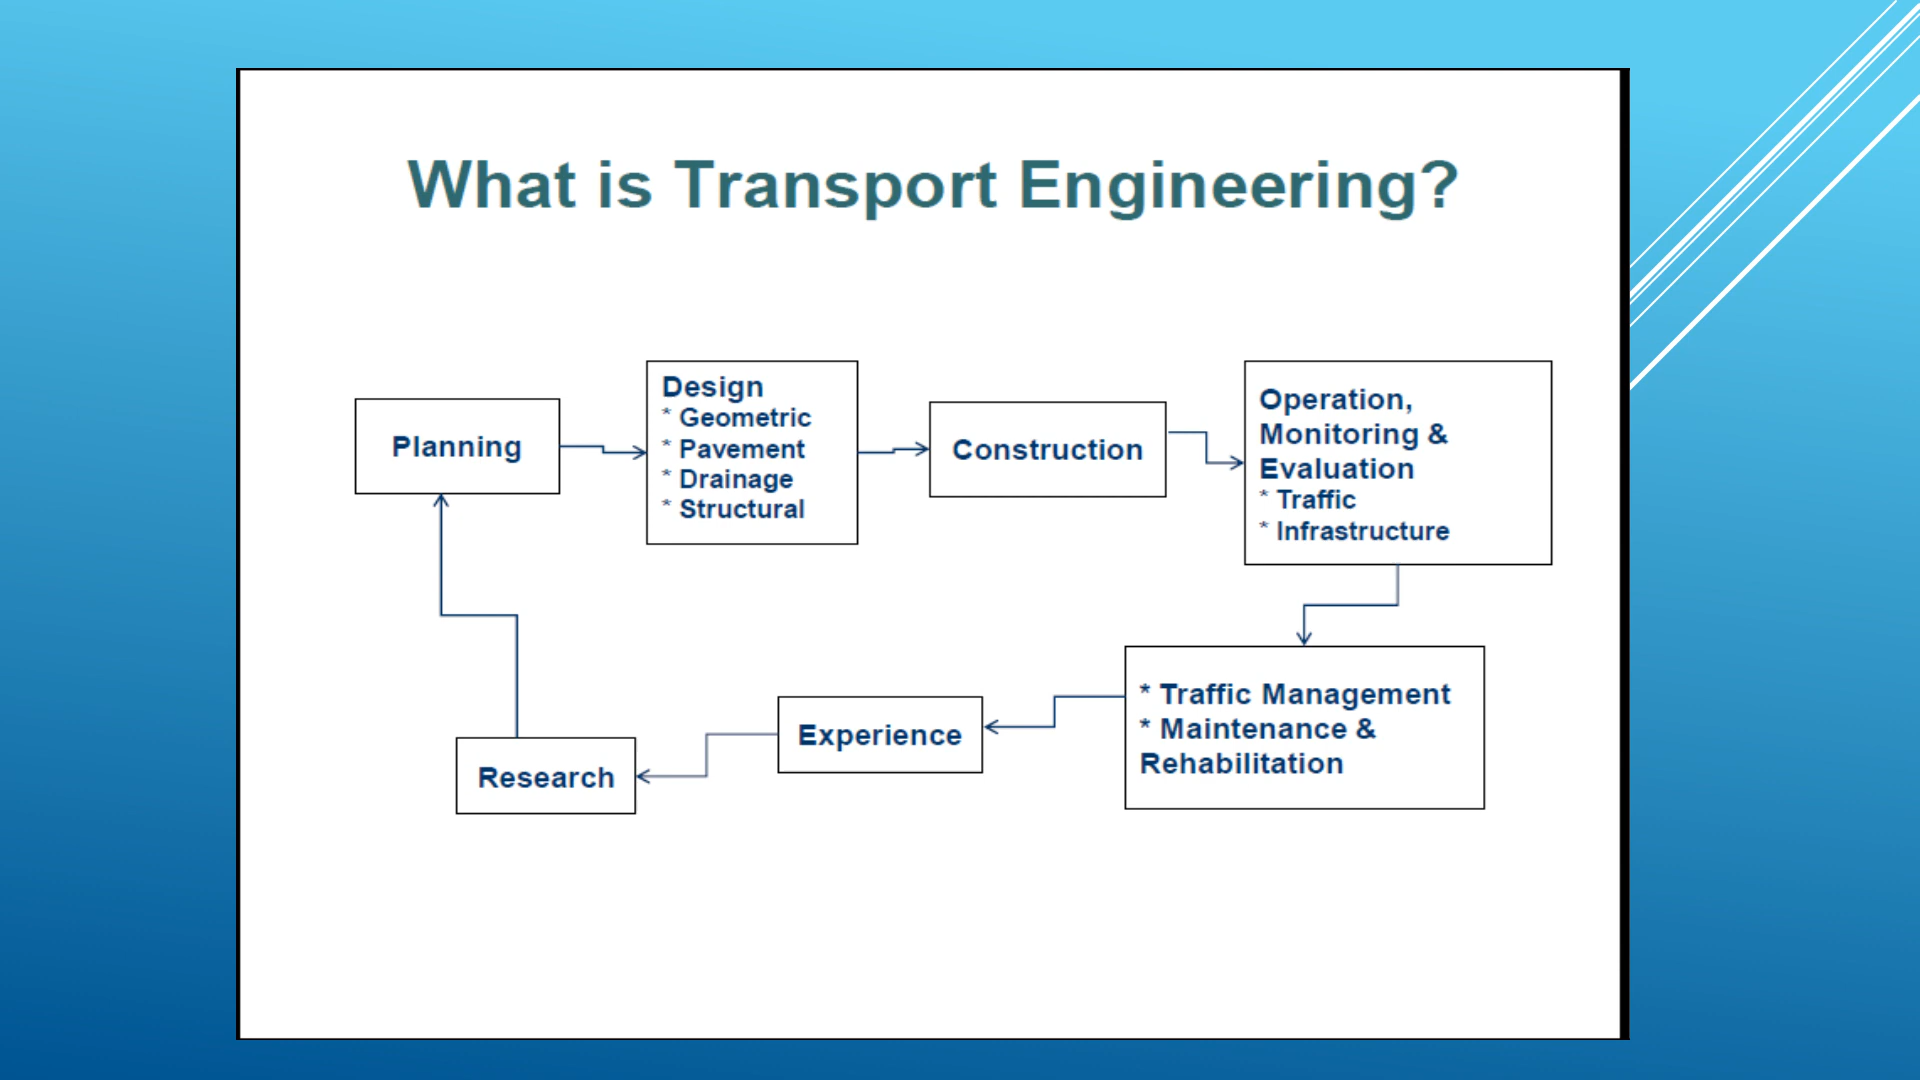 What is Transport Engineering?
Planning
Design
* Geometric
* Pavement
* Drainage
* Structural
Construction
Operation,
Monitoring &
Evaluation
* Traffic
* Infrastructure
* Traffic Management
* Maintenance &
Rehabilitation
Experience
Research